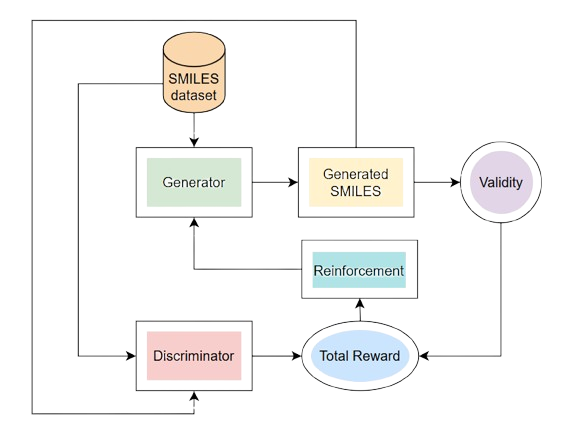 SMILES
dataset
Generator
Generated
SMILES
Validity
Reinforcement
Discriminator
Total Reward